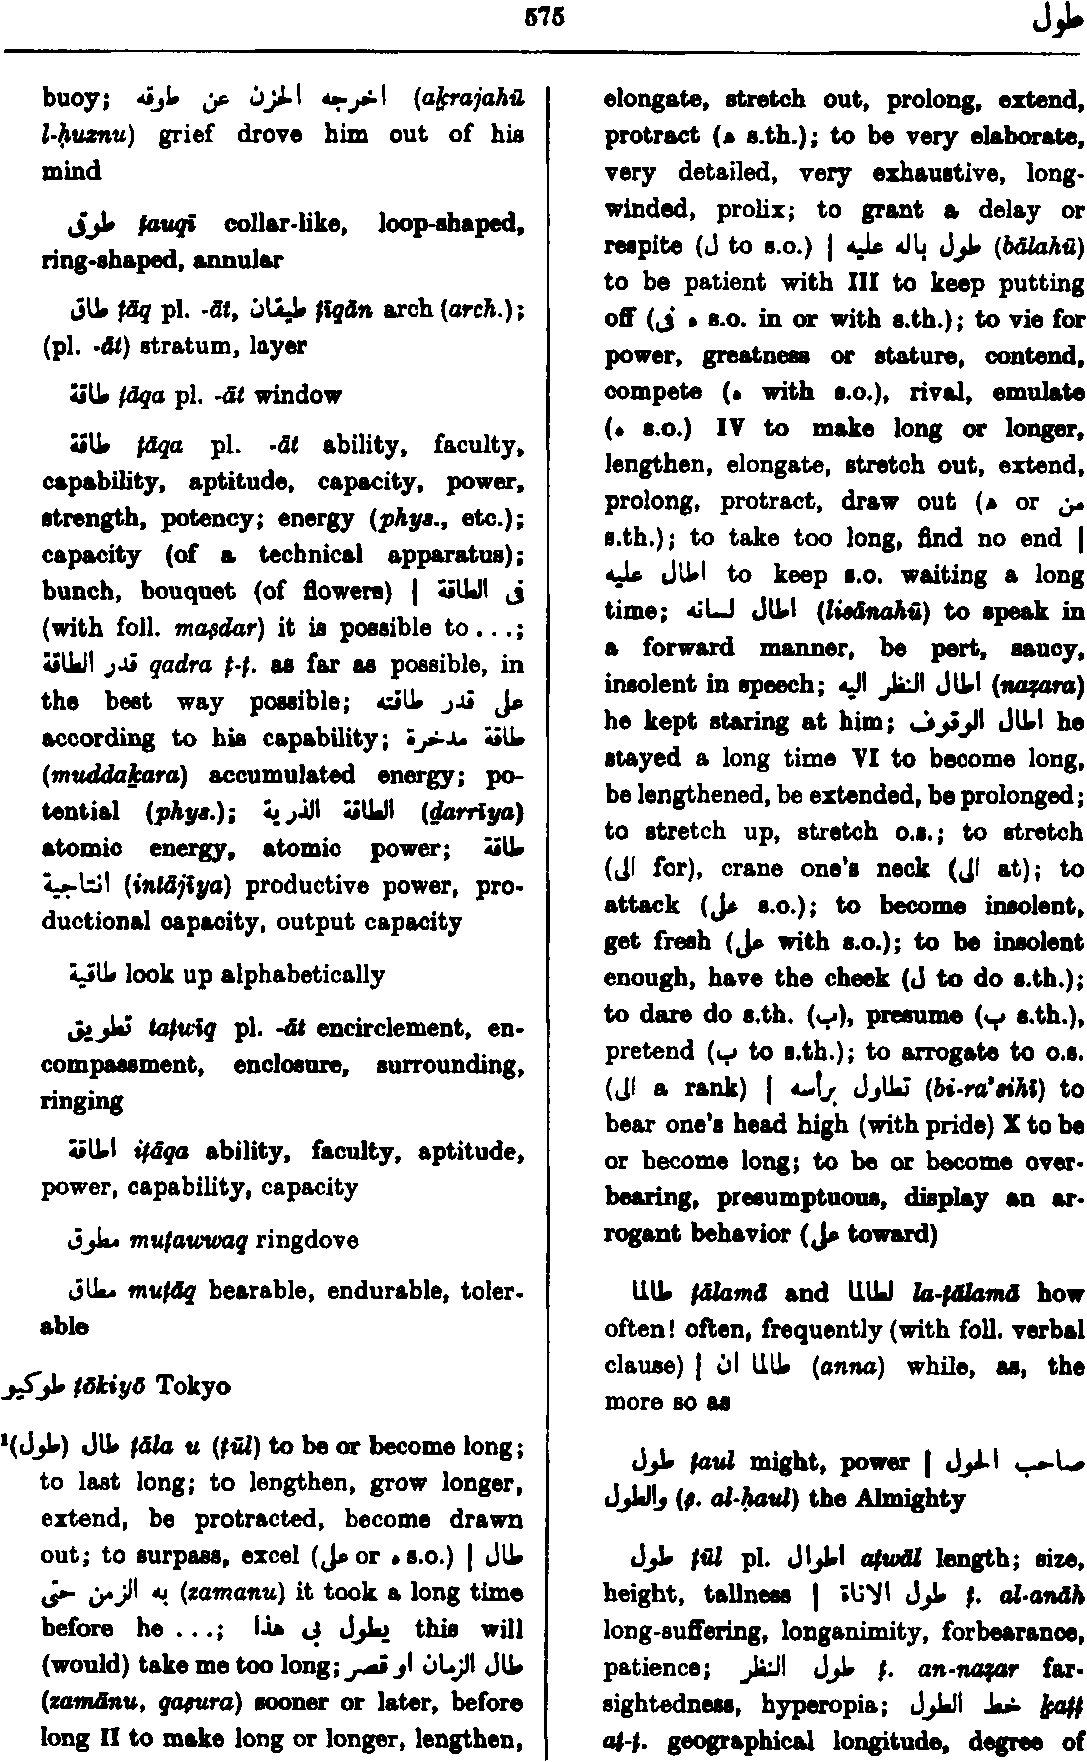 575
طول
buoy; اخرجه الحزن عن طوقه (aḵrajahū
l-ḥuznu) grief drove him out of his
mind
طوقى ṭauqī collar-like, loop-shaped,
ring-shaped, annular
طاق ṭāq pl. -āt, طيقان ṭīqān arch (arch.);
(pl. -āt) stratum, layer
طاقة ṭāqa pl. -āt window
طاقة ṭāqa pl. -āt ability, faculty,
capability, aptitude, capacity, power,
strength, potency; energy (phys., etc.);
capacity (of a technical apparatus);
bunch, bouquet (of flowers) | فى الطاقة
(with foll. maṣdar) it is possible to ...;
قدر الطاقة qadra ṭ-ṭ. as far as possible, in
the best way possible; على قدر طاقته
according to his capability; طاقة مدخرة
(muddaḵara) accumulated energy; po-
tential (phys.); الطاقة الذرية (ḏarrīya)
atomic energy, atomic power; طاقة
انتاجية (intājīya) productive power, pro-
ductional capacity, output capacity
طاقية look up alphabetically
تطويق taṭwīq pl. -āt encirclement, en-
compassment, enclosure, surrounding,
ringing
اطاقة iṭāqa ability, faculty, aptitude,
power, capability, capacity
مطوق muṭawwaq ringdove
مطاق muṭāq bearable, endurable, toler-
able
طوكيو ṭōkiyō Tokyo
¹(طول) طال ṭāla u (ṭūl) to be or become long;
to last long; to lengthen, grow longer,
extend, be protracted, become drawn
out; to surpass, excel (على or ه s.o.) | طال
به الزمن حتى (zamanu) it took a long time
before he ...; يطول بى هذا this will
(would) take me too long; طال الزمان او قصر
(zamānu, qaṣura) sooner or later, before
long II to make long or longer, lengthen,
elongate, stretch out, prolong, extend,
protract (ه s.th.); to be very elaborate,
very detailed, very exhaustive, long-
winded, prolix; to grant a delay or
respite (ل to s.o.) | طول باله عليه (bālahū)
to be patient with III to keep putting
off (ه فى s.o. in or with s.th.); to vie for
power, greatness or stature, contend,
compete (ه with s.o.), rival, emulate
(ه s.o.) IV to make long or longer,
lengthen, elongate, stretch out, extend,
prolong, protract, draw out (ه or من
s.th.); to take too long, find no end |
اطال عليه to keep s.o. waiting a long
time; اطال لسانه (lisānahū) to speak in
a forward manner, be pert, saucy,
insolent in speech; اطال النظر اليه (naẓara)
he kept staring at him; اطال الوقوف he
stayed a long time VI to become long,
be lengthened, be extended, be prolonged;
to stretch up, stretch o.s.; to stretch
(الى for), crane one's neck (الى at); to
attack (على s.o.); to become insolent,
get fresh (على with s.o.); to be insolent
enough, have the cheek (ل to do s.th.);
to dare do s.th. (ب), presume (ب s.th.),
pretend (ب to s.th.); to arrogate to o.s.
(الى a rank) | تطاول برأسه (bi-ra'sihī) to
bear one's head high (with pride) X to be
or become long; to be or become over-
bearing, presumptuous, display an ar-
rogant behavior (على toward)
طالما ṭālamā and لطالما la-ṭālamā how
often! often, frequently (with foll. verbal
clause) | طالما ان (anna) while, as, the
more so as
طول ṭaul might, power | صاحب الحول
والطول (ṣ. al-ḥaul) the Almighty
طول ṭūl pl. اطوال aṭwāl length; size,
height, tallness | طول الاناة ṭ. al-anāh
long-suffering, longanimity, forbearance,
patience; طول النظر ṭ. an-naẓar far-
sightedness, hyperopia; خط الطول ḵaṭṭ
aṭ-ṭ. geographical longitude, degree of